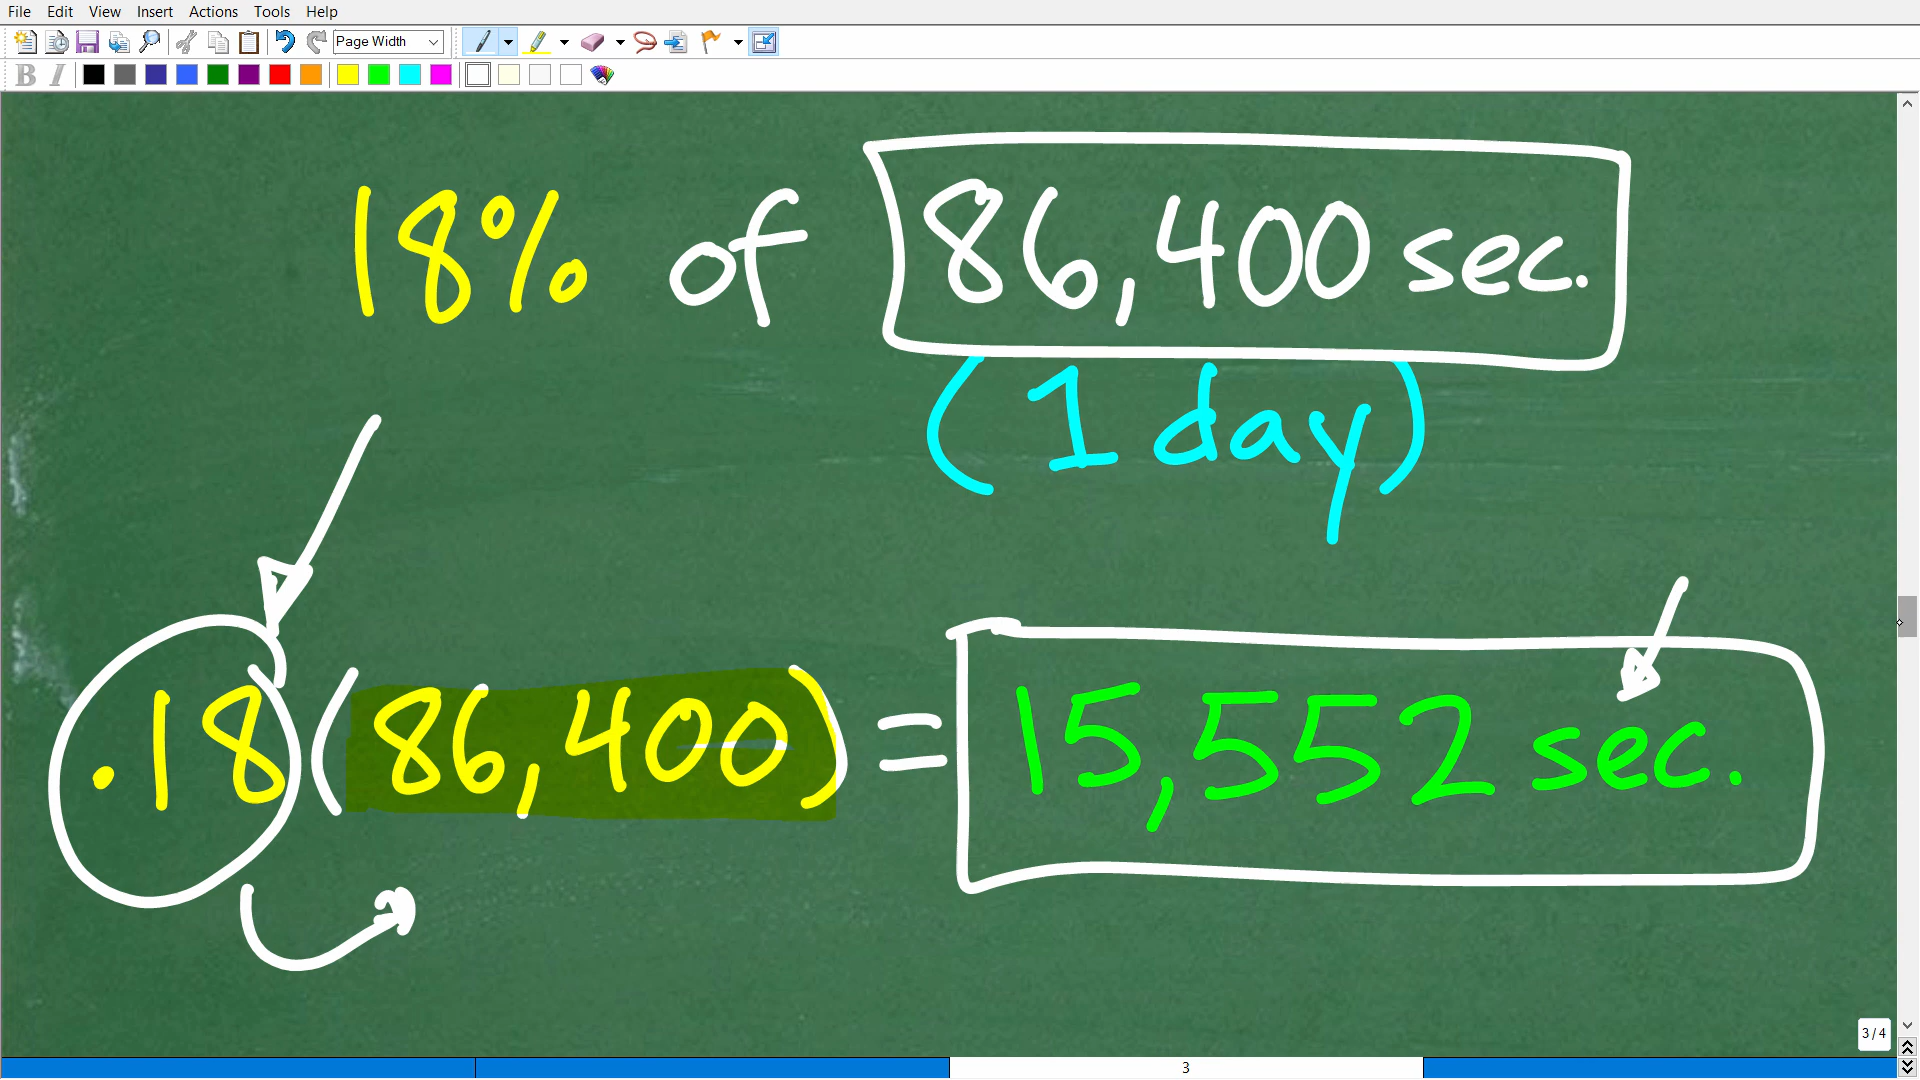 File Edit View Insert Actions Tools Help
Page Width
B I
18% of 86,400 sec.
(1 day)
.18(86,400) = 15,552 sec.
3 / 4
3